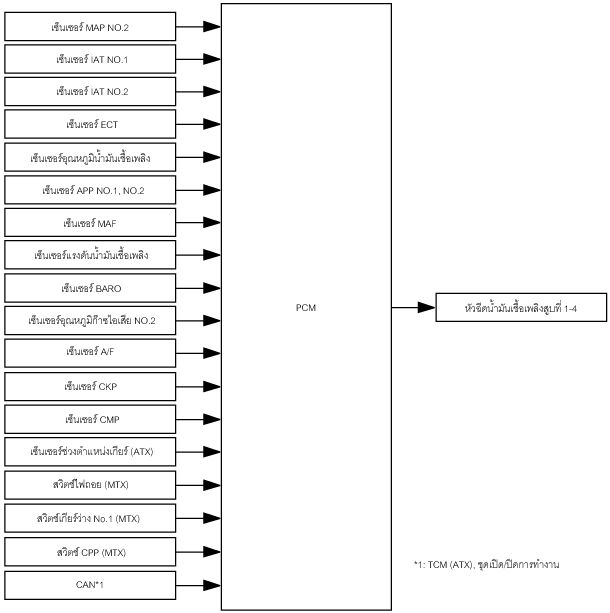 เซ็นเซอร์ MAP NO.2
เซ็นเซอร์ IAT NO.1
เซ็นเซอร์ IAT NO.2
เซ็นเซอร์ ECT
เซ็นเซอร์อุณหภูมิน้ำมันเชื้อเพลิง
เซ็นเซอร์ APP NO.1, NO.2
เซ็นเซอร์ MAF
เซ็นเซอร์แรงดันน้ำมันเชื้อเพลิง
เซ็นเซอร์ BARO
เซ็นเซอร์อุณหภูมิก๊าซไอเสีย NO.2
เซ็นเซอร์ A/F
เซ็นเซอร์ CKP
เซ็นเซอร์ CMP
เซ็นเซอร์ช่วงตำแหน่งเกียร์ (ATX)
สวิตช์ไฟถอย (MTX)
สวิตช์เกียร์ว่าง No.1 (MTX)
สวิตช์ CPP (MTX)
CAN*1
PCM
หัวฉีดน้ำมันเชื้อเพลิงสูบที่ 1-4
*1: TCM (ATX), ชุดเปิด/ปิดการทำงาน